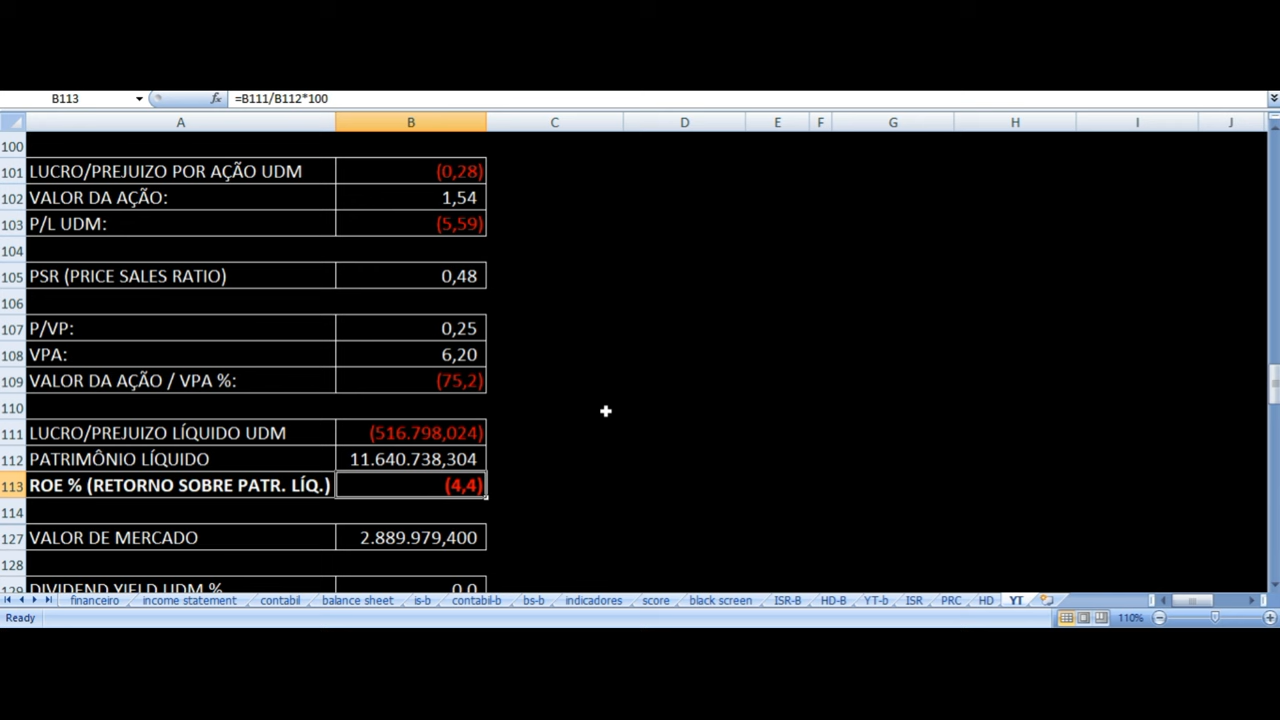 B113 fx =B111/B112*100
A B C D E F G H I J
100
101 LUCRO/PREJUIZO POR AÇÃO UDM (0,28)
102 VALOR DA AÇÃO: 1,54
103 P/L UDM: (5,59)
104
105 PSR (PRICE SALES RATIO) 0,48
106
107 P/VP: 0,25
108 VPA: 6,20
109 VALOR DA AÇÃO / VPA %: (75,2)
110
111 LUCRO/PREJUIZO LÍQUIDO UDM (516.798,024)
112 PATRIMÔNIO LÍQUIDO 11.640.738,304
113 ROE % (RETORNO SOBRE PATR. LÍQ.) (4,4)
114
127 VALOR DE MERCADO 2.889.979,400
128
129 DIVIDEND YIELD UDM % 0,0
financeiro income statement contabil balance sheet is-b contabil-b bs-b indicadores score black screen ISR-B HD-B YT-b ISR PRC HD YT
Ready 110%